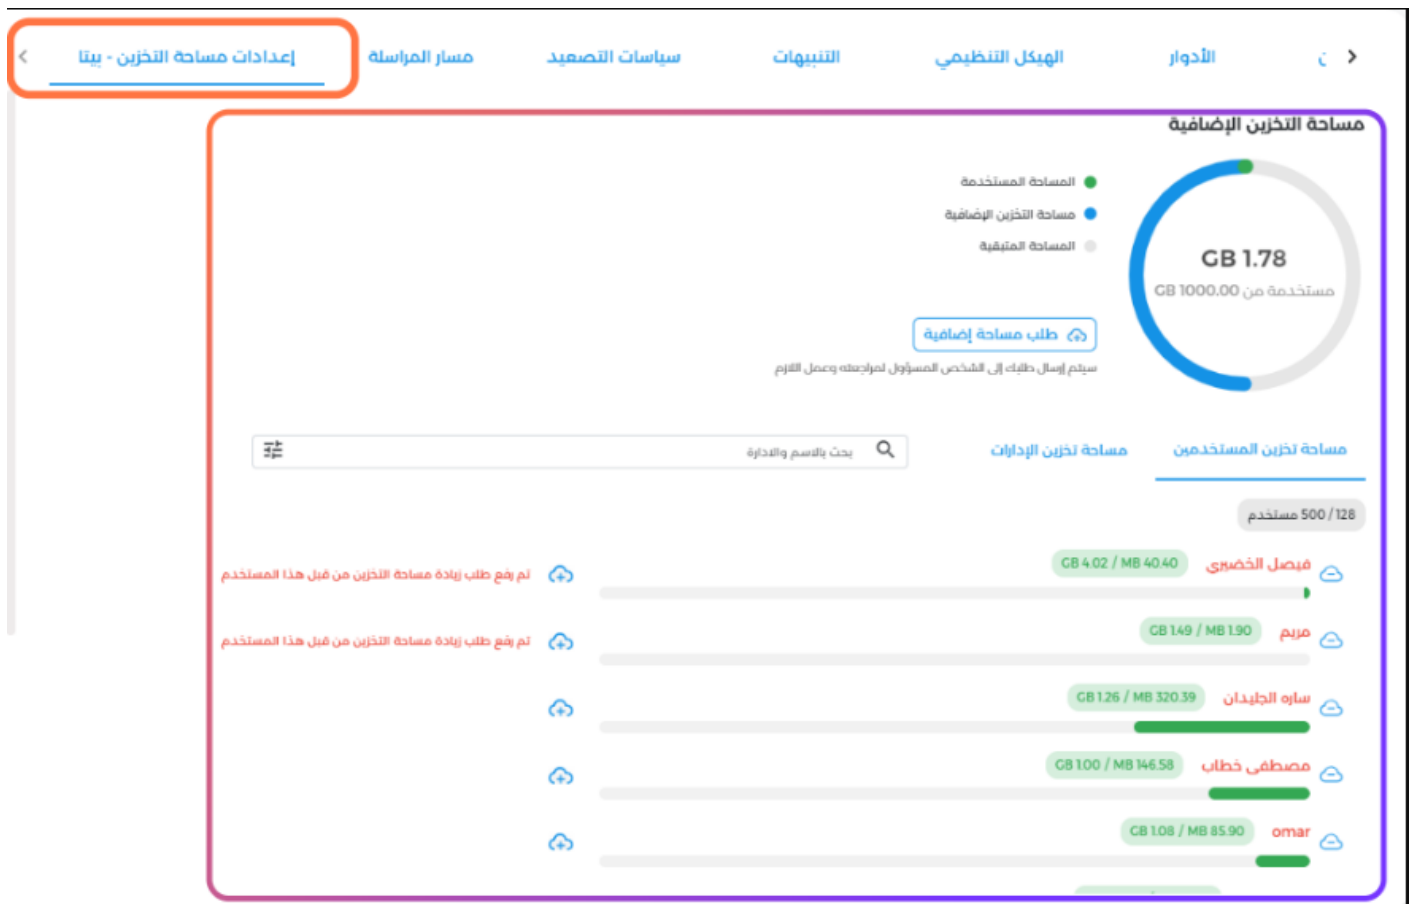 الأدوار
الهيكل التنظيمي
التنبيهات
سياسات التصعيد
مسار المراسلة
إعدادات مساحة التخزين - بيتا
مساحة التخزين الإضافية
المساحة المستخدمة
مساحة التخزين الإضافية
المساحة المتبقية
GB 1.78
مستخدمة من GB 1000.00
طلب مساحة إضافية
سيتم إرسال طلبك إلى الشخص المسؤول لمراجعته وعمل اللازم
مساحة تخزين المستخدمين
مساحة تخزين الإدارات
بحث بالاسم والادارة
128 / 500 مستخدم
فيصل الخضيري
GB 4.02 / MB 40.40
تم رفع طلب زيادة مساحة التخزين من قبل هذا المستخدم
مريم
GB 1.49 / MB 1.90
تم رفع طلب زيادة مساحة التخزين من قبل هذا المستخدم
ساره الجليدان
GB 1.26 / MB 320.39
مصطفى خطاب
GB 1.00 / MB 146.58
omar
GB 1.08 / MB 85.90